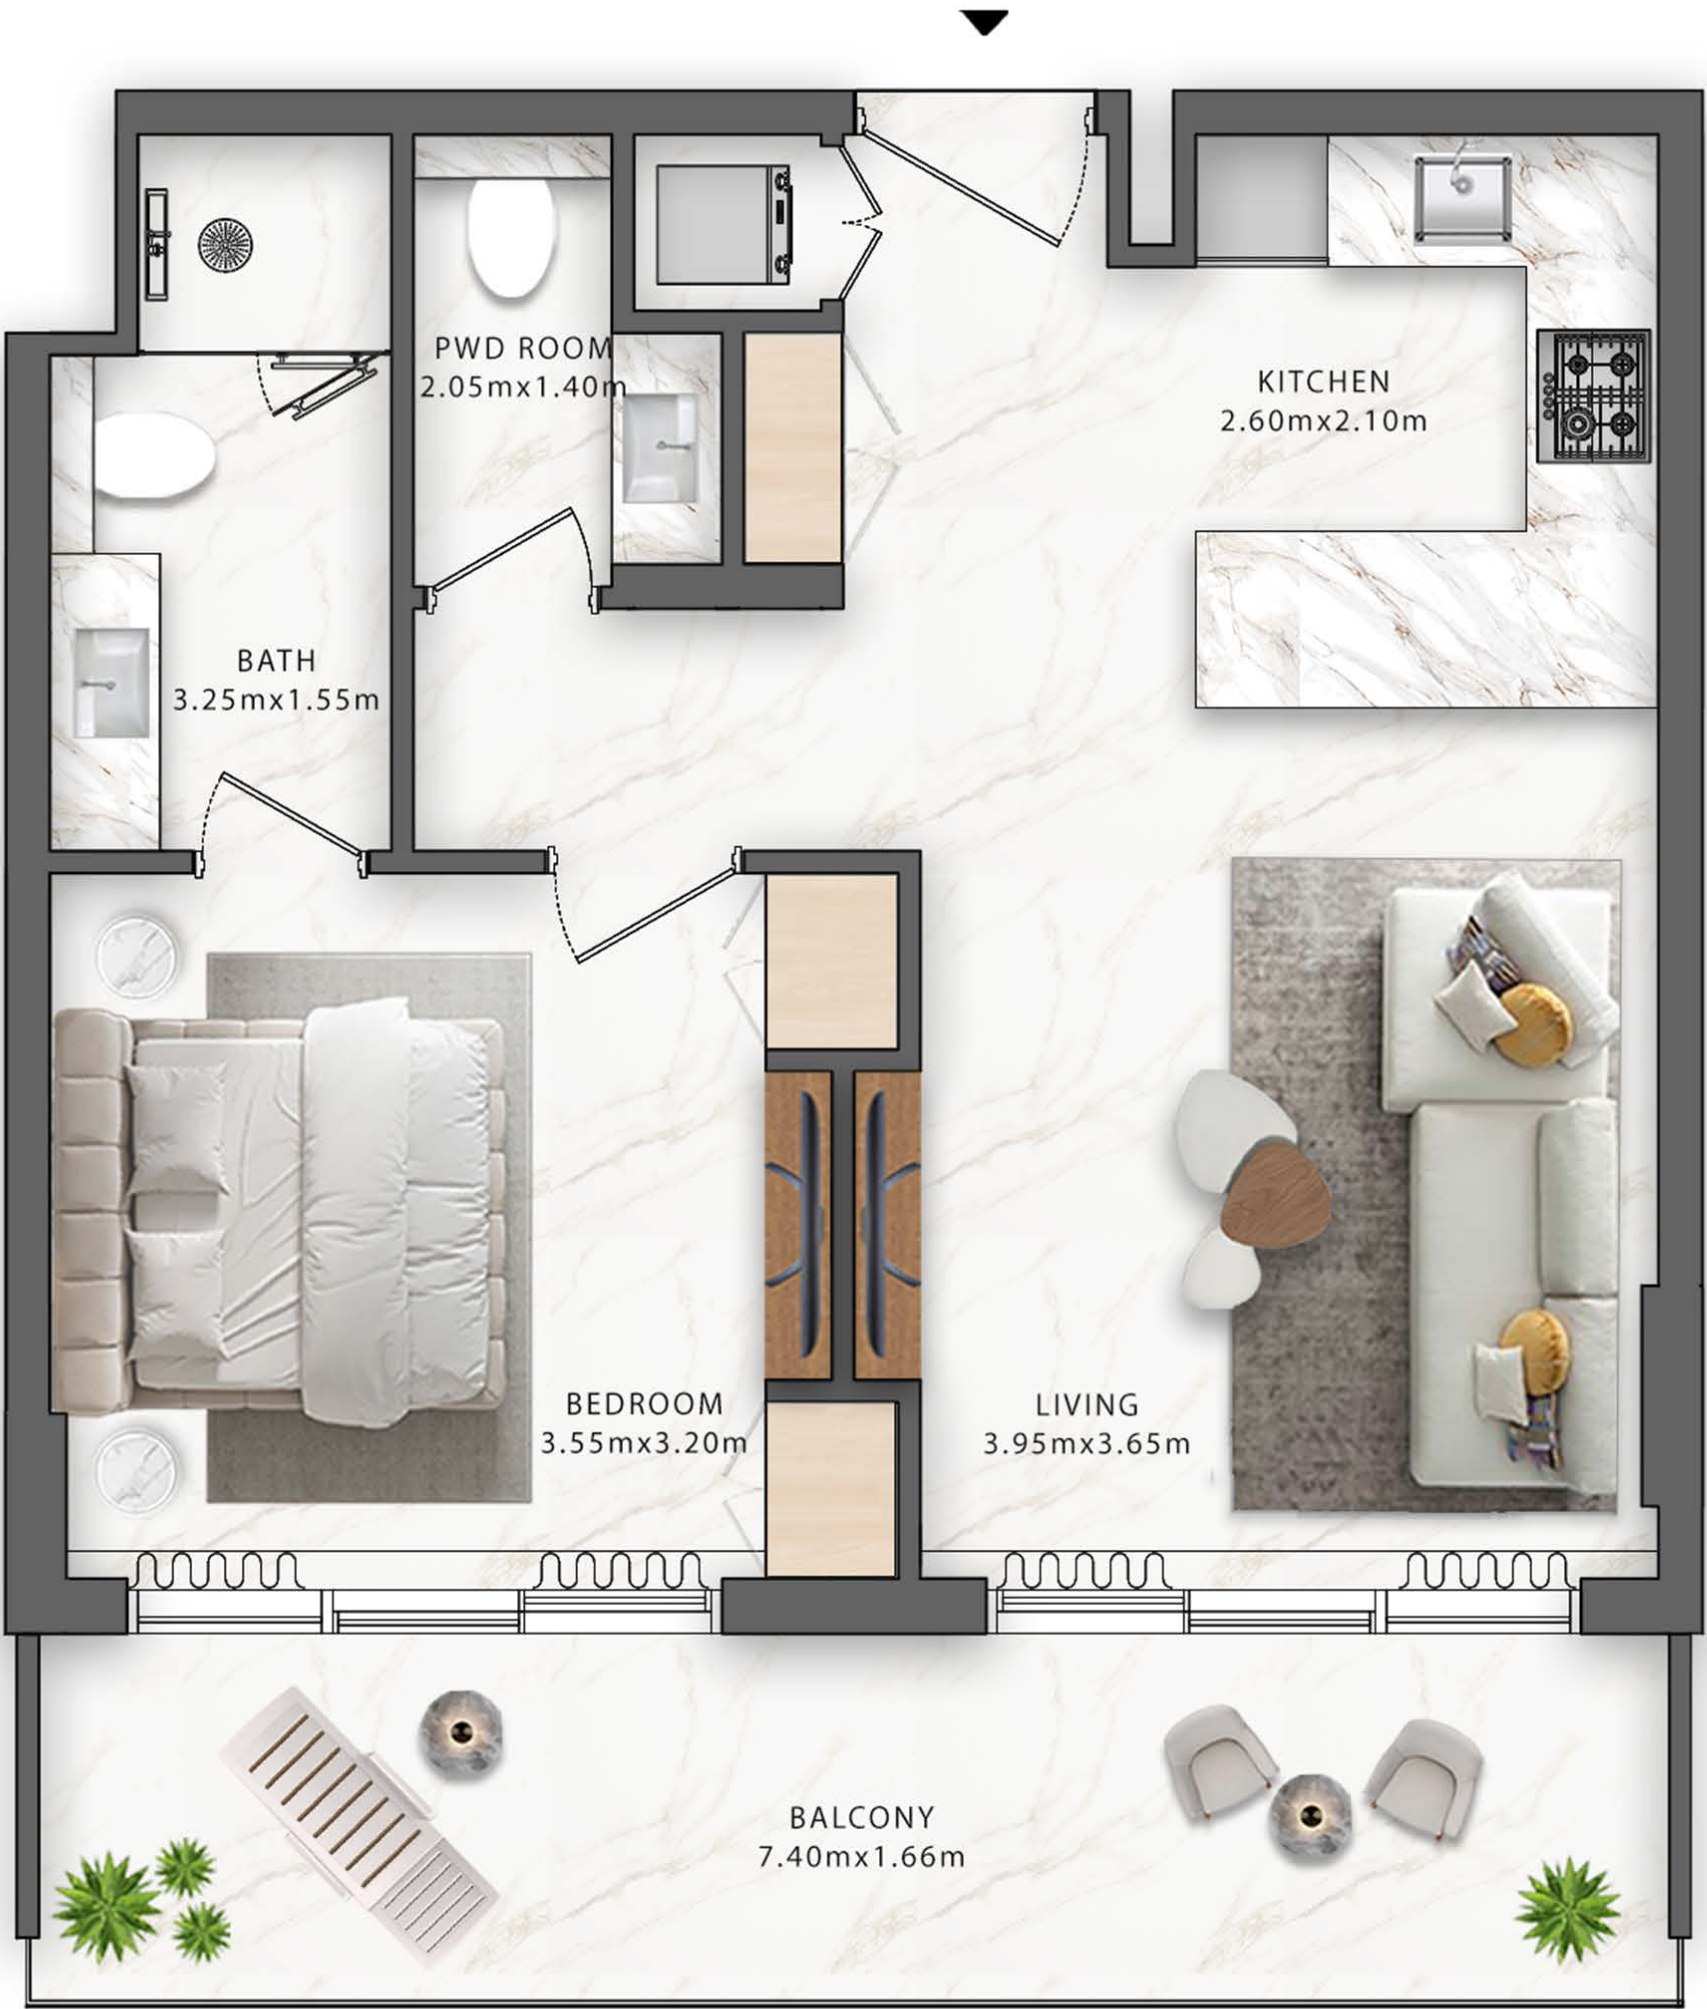 PWD ROOM
2.05mx1.40m
KITCHEN
2.60mx2.10m
BATH
3.25mx1.55m
BEDROOM
3.55mx3.20m
LIVING
3.95mx3.65m
BALCONY
7.40mx1.66m